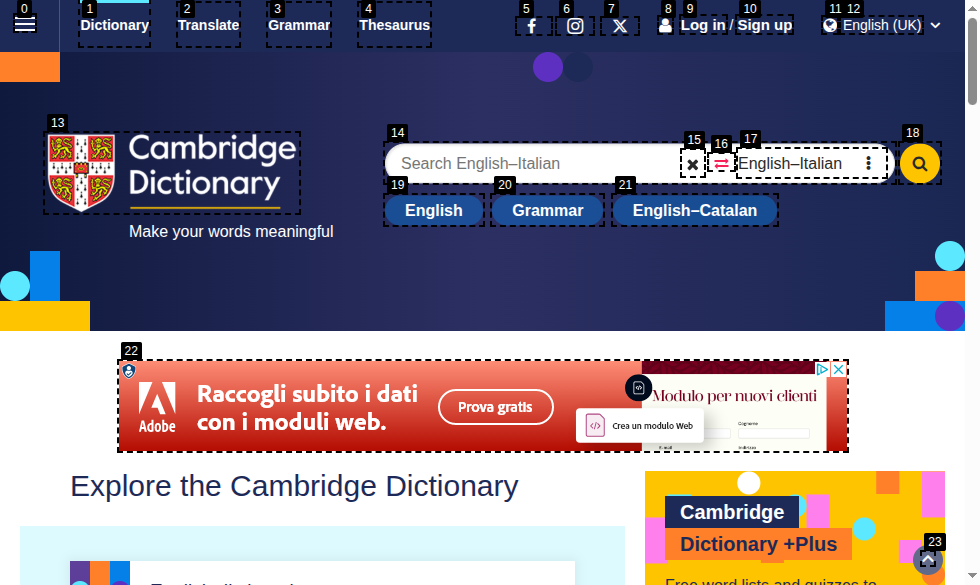 Dictionary
Translate
Grammar
Thesaurus
Log in / Sign up
English (UK)
0
1
2
3
4
5
6
7
8
9
10
11
12
13
Cambridge
Dictionary
Make your words meaningful
14
15
16
17
18
Search English–Italian
English–Italian
19
20
21
English
Grammar
English–Catalan
22
Adobe
Raccogli subito i dati
con i moduli web.
Prova gratis
Modulo per nuovi clienti
Crea un modulo Web
Cognome
E-mail
Indirizzo
Explore the Cambridge Dictionary
Cambridge
Dictionary +Plus
23
Free word lists and quizzes to